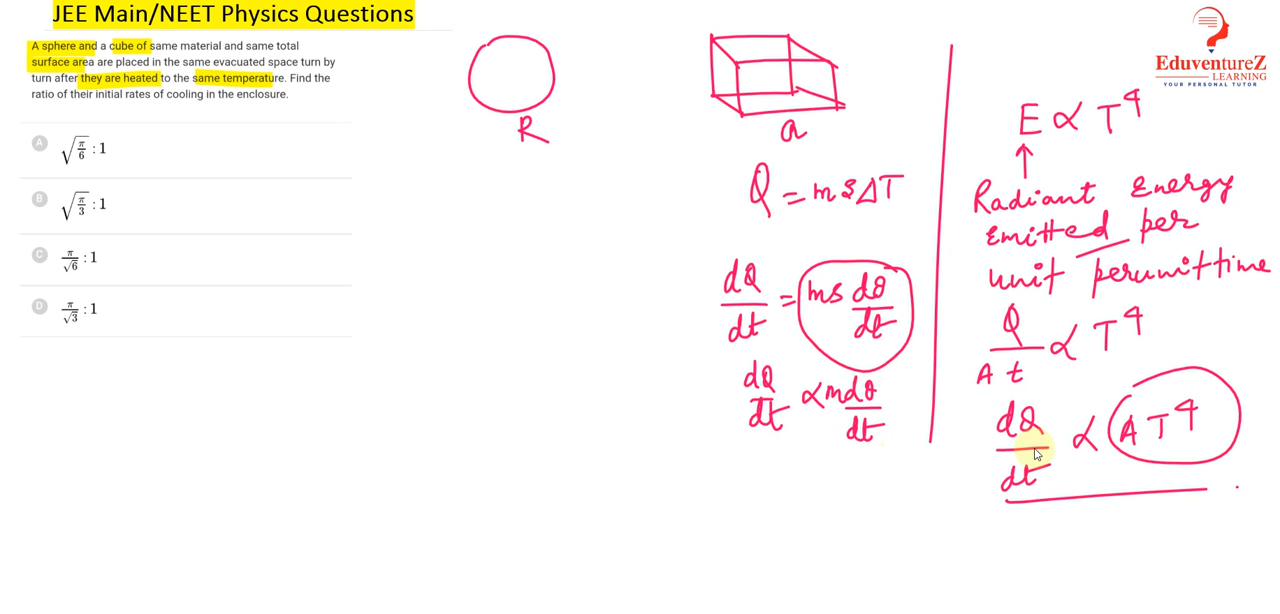 JEE Main/NEET Physics Questions
A sphere and a cube of same material and same total
surface area are placed in the same evacuated space turn by
turn after they are heated to the same temperature. Find the
ratio of their initial rates of cooling in the enclosure.
A √(π/6) : 1
B √(π/3) : 1
C π/√6 : 1
D π/√3 : 1
R
a
Q = msΔT
dQ/dt = ms dθ/dt
dQ/dt ∝ m dθ/dt
EduventureZ
LEARNING
YOUR PERSONAL TUTOR
E ∝ T⁴
↑
Radiant Energy
Emitted per
unit per unit time
Q/At ∝ T⁴
dQ/dt ∝ AT⁴